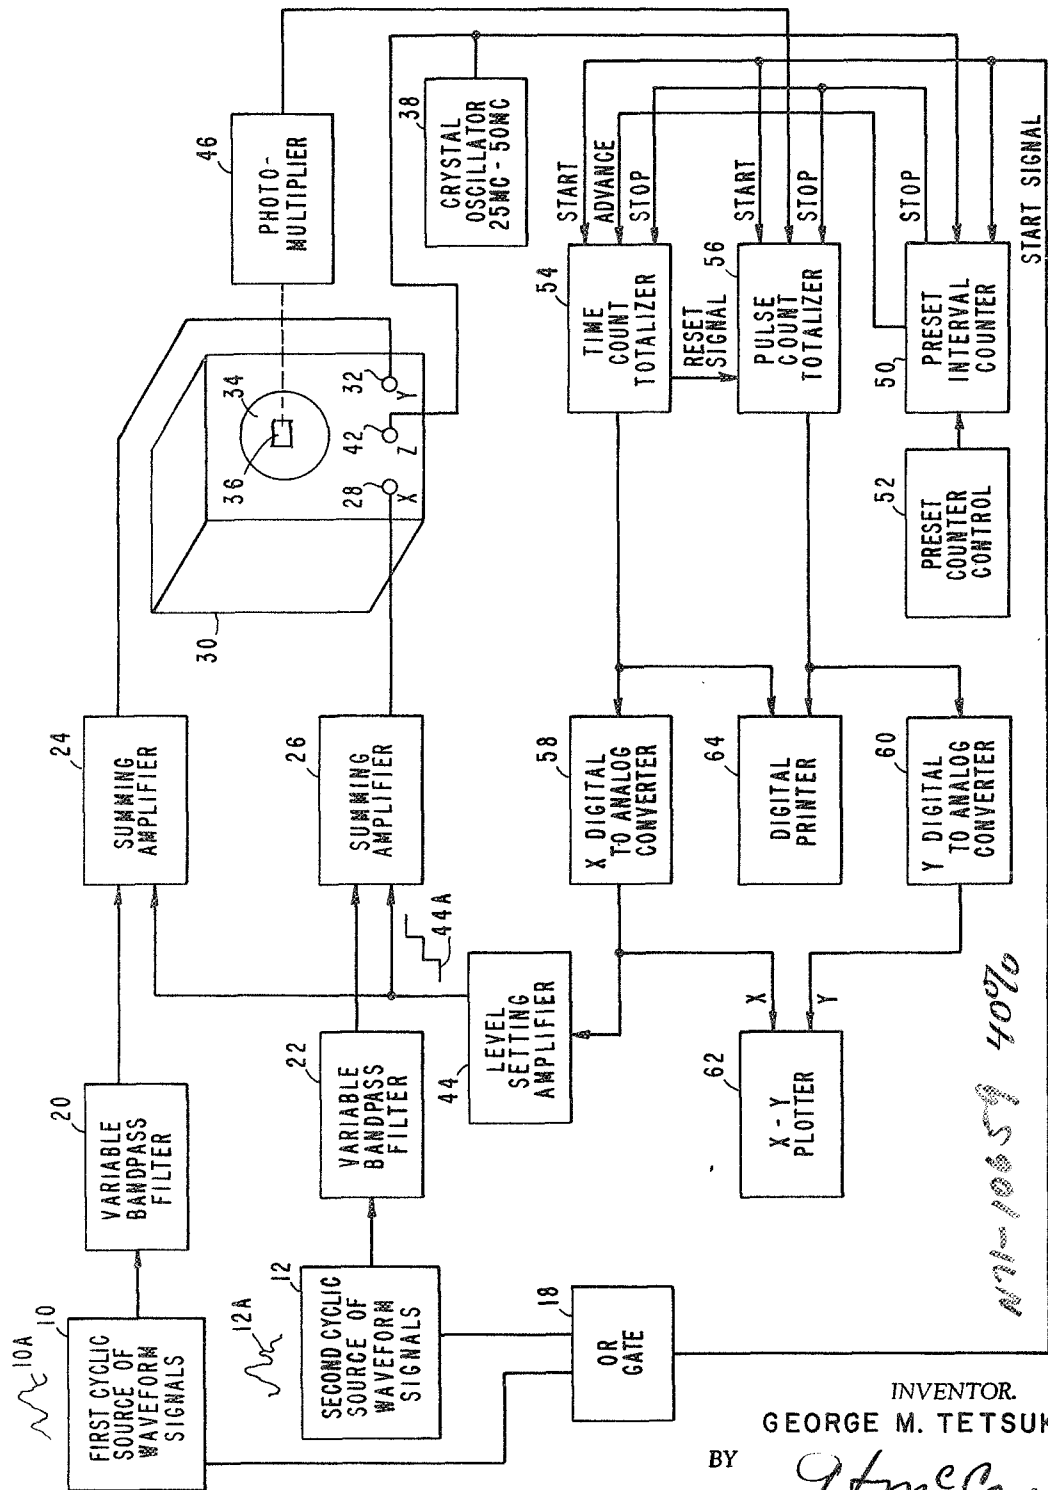 10A
10
FIRST CYCLIC
SOURCE OF
WAVEFORM
SIGNALS
20
VARIABLE
BANDPASS
FILTER
24
SUMMING
AMPLIFIER
30
46
PHOTO-
MULTIPLIER
12A
12
SECOND CYCLIC
SOURCE OF
WAVEFORM
SIGNALS
22
VARIABLE
BANDPASS
FILTER
26
SUMMING
AMPLIFIER
44A
36
34
28
X
42
Z
32
Y
38
CRYSTAL
OSCILLATOR
25MC - 50MC
18
OR
GATE
44
LEVEL
SETTING
AMPLIFIER
58
X DIGITAL
TO ANALOG
CONVERTER
54
TIME
COUNT
TOTALIZER
START
ADVANCE
STOP
RESET
SIGNAL
62
X - Y
PLOTTER
X
Y
64
DIGITAL
PRINTER
56
PULSE
COUNT
TOTALIZER
START
STOP
60
Y DIGITAL
TO ANALOG
CONVERTER
52
PRESET
COUNTER
CONTROL
50
PRESET
INTERVAL
COUNTER
STOP
START SIGNAL
N71-10659 40%
INVENTOR.
GEORGE M. TETSUK
BY